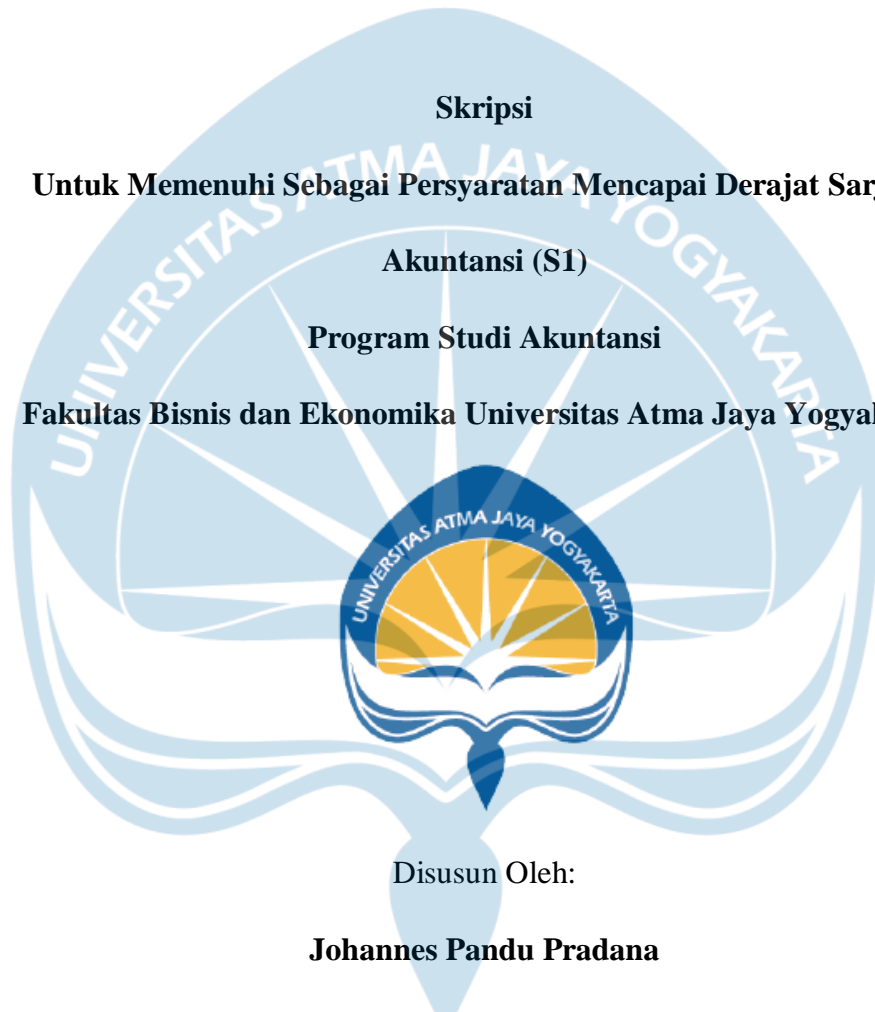 Skripsi
UNIVERSITAS ATMA JAYA YOGYAKARTA
Untuk Memenuhi Sebagai Persyaratan Mencapai Derajat Sar
Akuntansi (S1)
Program Studi Akuntansi
Fakultas Bisnis dan Ekonomika Universitas Atma Jaya Yogya
UNIVERSITAS ATMA JAYA YOGYAKARTA
Disusun Oleh:
Johannes Pandu Pradana